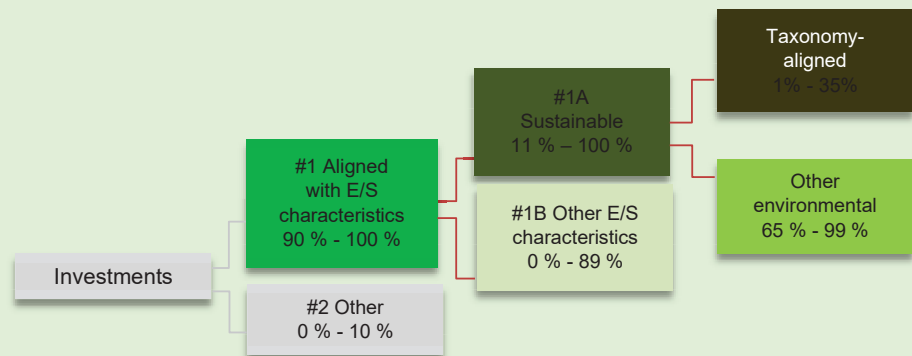 Taxonomy-
aligned
1% - 35%
#1A
Sustainable
11 % – 100 %
#1 Aligned
with E/S
characteristics
90 % - 100 %
Other
environmental
65 % - 99 %
#1B Other E/S
characteristics
0 % - 89 %
Investments
#2 Other
0 % - 10 %